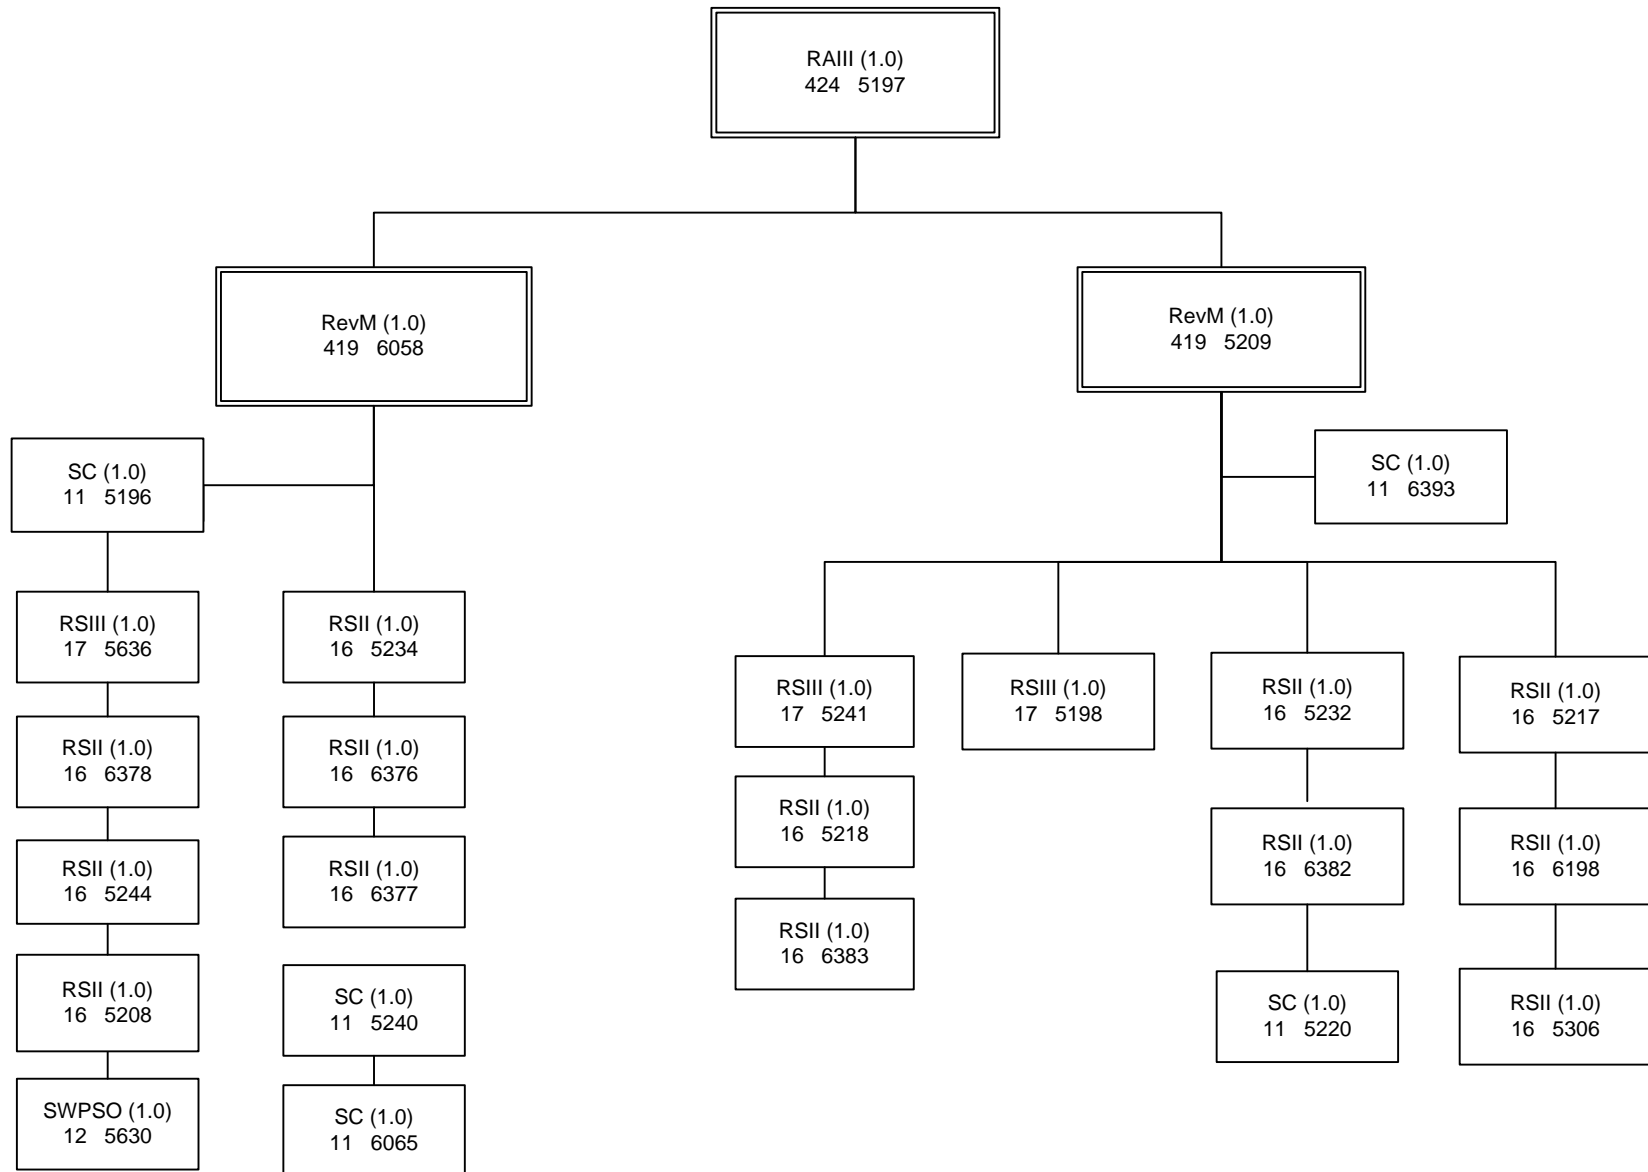 RAIII (1.0)
424 5197
RevM (1.0)
419 6058
RevM (1.0)
419 5209
SC (1.0)
11 5196
SC (1.0)
11 6393
RSIII (1.0)
17 5636
RSII (1.0)
16 5234
RSII (1.0)
16 6378
RSII (1.0)
16 6376
RSII (1.0)
16 5244
RSII (1.0)
16 6377
RSII (1.0)
16 5208
SC (1.0)
11 5240
SWPSO (1.0)
12 5630
SC (1.0)
11 6065
RSIII (1.0)
17 5241
RSIII (1.0)
17 5198
RSII (1.0)
16 5232
RSII (1.0)
16 5217
RSII (1.0)
16 5218
RSII (1.0)
16 6382
RSII (1.0)
16 6198
RSII (1.0)
16 6383
SC (1.0)
11 5220
RSII (1.0)
16 5306